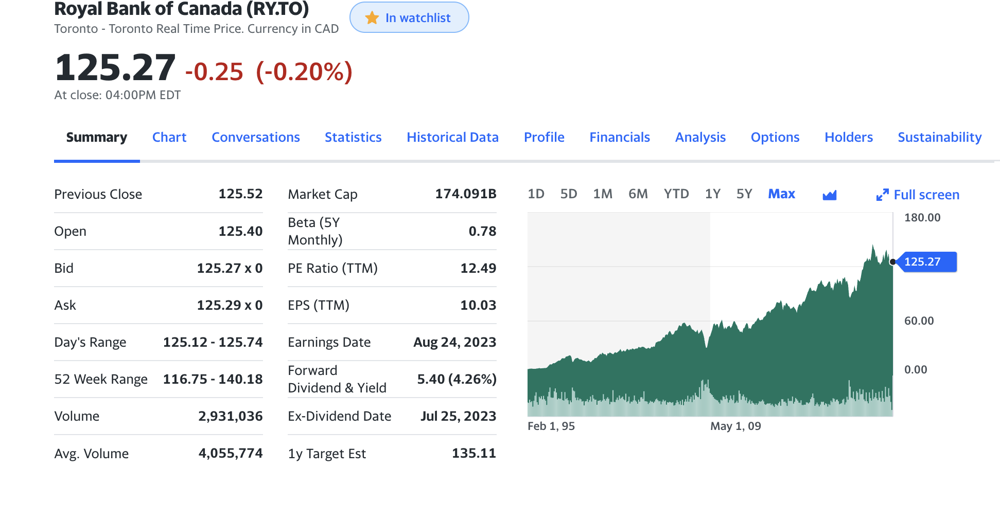 Royal Bank of Canada (RY.TO)
Toronto - Toronto Real Time Price. Currency in CAD
In watchlist
125.27 -0.25 (-0.20%)
At close: 04:00PM EDT
Summary Chart Conversations Statistics Historical Data Profile Financials Analysis Options Holders Sustainability
Previous Close 125.52
Open 125.40
Bid 125.27 x 0
Ask 125.29 x 0
Day's Range 125.12 - 125.74
52 Week Range 116.75 - 140.18
Volume 2,931,036
Avg. Volume 4,055,774
Market Cap 174.091B
Beta (5Y
Monthly) 0.78
PE Ratio (TTM) 12.49
EPS (TTM) 10.03
Earnings Date Aug 24, 2023
Forward
Dividend & Yield 5.40 (4.26%)
Ex-Dividend Date Jul 25, 2023
1y Target Est 135.11
1D 5D 1M 6M YTD 1Y 5Y Max Full screen
180.00
125.27
60.00
0.00
Feb 1, 95 May 1, 09